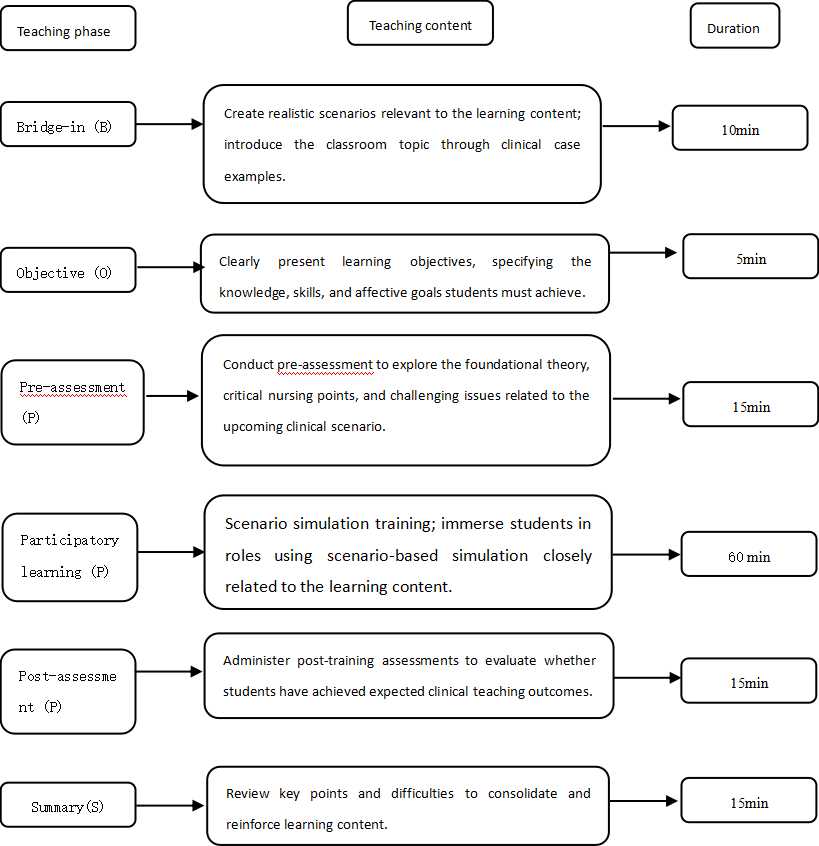 Teaching phase
Teaching content
Duration
Bridge-in (B)
Create realistic scenarios relevant to the learning content;
introduce the classroom topic through clinical case
examples.
10min
Objective (O)
Clearly present learning objectives, specifying the
knowledge, skills, and affective goals students must achieve.
5min
Pre-assessment
(P)
Conduct pre-assessment to explore the foundational theory,
critical nursing points, and challenging issues related to the
upcoming clinical scenario.
15min
Participatory
learning (P)
Scenario simulation training; immerse students in
roles using scenario-based simulation closely
related to the learning content.
60 min
Post-assessme
nt (P)
Administer post-training assessments to evaluate whether
students have achieved expected clinical teaching outcomes.
15min
Summary(S)
Review key points and difficulties to consolidate and
reinforce learning content.
15min